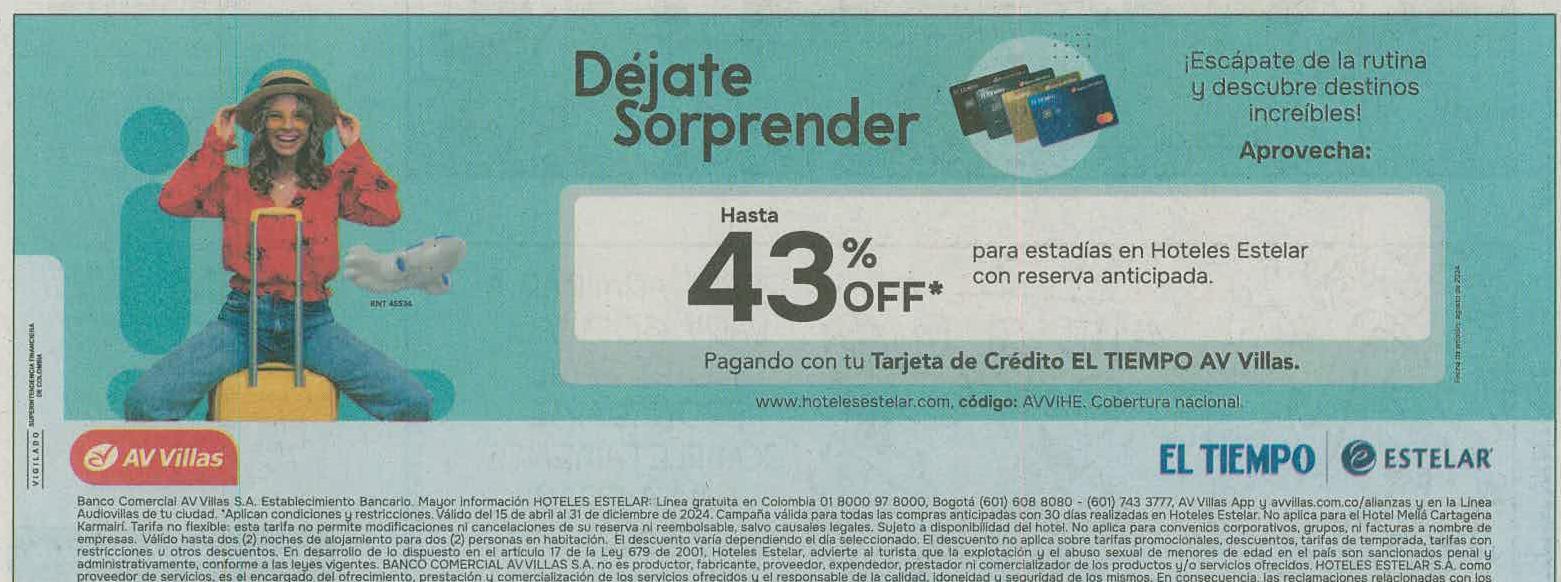 Déjate
Sorprender
¡Escápate de la rutina
y descubre destinos
increíbles!
Aprovecha:
Hasta
43% OFF*
para estadías en Hoteles Estelar
con reserva anticipada.
Pagando con tu Tarjeta de Crédito EL TIEMPO AV Villas.
www.hotelesestelar.com, código: AVVIHE. Cobertura nacional.
RNT 45534
Fecha de emisión: agosto de 2024
VIGILADO SUPERINTENDENCIA FINANCIERA
DE COLOMBIA
AV Villas
EL TIEMPO
ESTELAR
Banco Comercial AV Villas S.A. Establecimiento Bancario. Mayor información HOTELES ESTELAR: Línea gratuita en Colombia 01 8000 97 8000, Bogotá (601) 608 8080 - (601) 743 3777, AV Villas App y avvillas.com.co/alianzas y en la Línea
Audiovillas de tu ciudad. *Aplican condiciones y restricciones. Válido del 15 de abril al 31 de diciembre de 2024. Campaña válida para todas las compras anticipadas con 30 días realizadas en Hoteles Estelar. No aplica para el Hotel Meliá Cartagena
Karmairí. Tarifa no flexible: esta tarifa no permite modificaciones ni cancelaciones de su reserva ni reembolsable, salvo causales legales. Sujeto a disponibilidad del hotel. No aplica para convenios corporativos, grupos, ni facturas a nombre de
empresas. Válido hasta dos (2) noches de alojamiento para dos (2) personas en habitación. El descuento varía dependiendo el día seleccionado. El descuento no aplica sobre tarifas promocionales, descuentos, tarifas de temporada, tarifas con
restricciones u otros descuentos. En desarrollo de lo dispuesto en el artículo 17 de la Ley 679 de 2001, Hoteles Estelar, advierte al turista que la explotación y el abuso sexual de menores de edad en el país son sancionados penal y
administrativamente, conforme a las leyes vigentes. BANCO COMERCIAL AV VILLAS S.A. no es productor, fabricante, proveedor, expendedor, prestador ni comercializador de los productos y/o servicios ofrecidos. HOTELES ESTELAR S.A. como
proveedor de servicios, es el encargado del ofrecimiento, prestación y comercialización de los servicios ofrecidos y el responsable de la calidad, idoneidad y seguridad de los mismos. En consecuencia, las reclamaciones relacionadas con